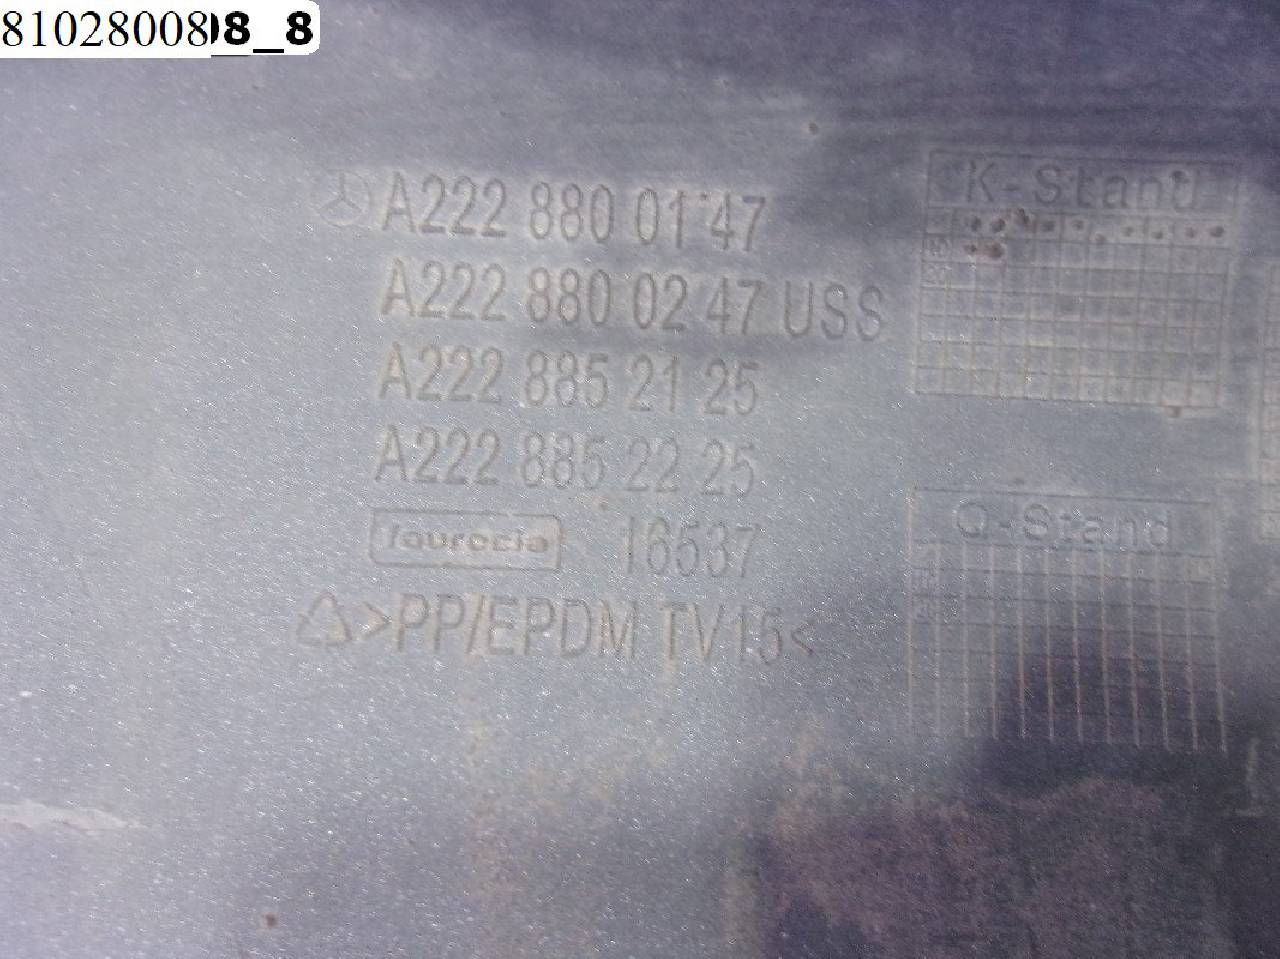 810280088_8
A222 880 01 47
A222 880 02 47 USS
A222 885 21 25
A222 885 22 25
faurecia 16537
>PP/EPDM TV15<
K-Stand
Q-Stand